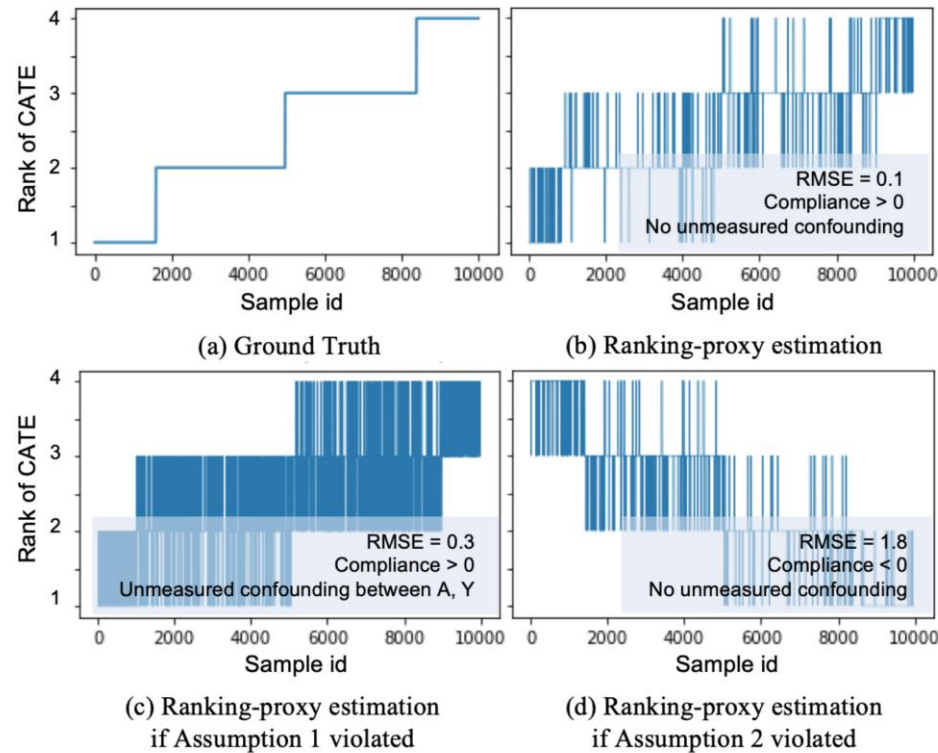 4
3
2
1
Rank of CATE
0 2000 4000 6000 8000 10000
Sample id
(a) Ground Truth
4
3
2
1
RMSE = 0.1
Compliance > 0
No unmeasured confounding
0 2000 4000 6000 8000 10000
Sample id
(b) Ranking-proxy estimation
4
3
2
1
Rank of CATE
RMSE = 0.3
Compliance > 0
Unmeasured confounding between A, Y
0 2000 4000 6000 8000 10000
Sample id
(c) Ranking-proxy estimation
if Assumption 1 violated
RMSE = 1.8
Compliance < 0
No unmeasured confounding
0 2000 4000 6000 8000 10000
Sample id
(d) Ranking-proxy estimation
if Assumption 2 violated